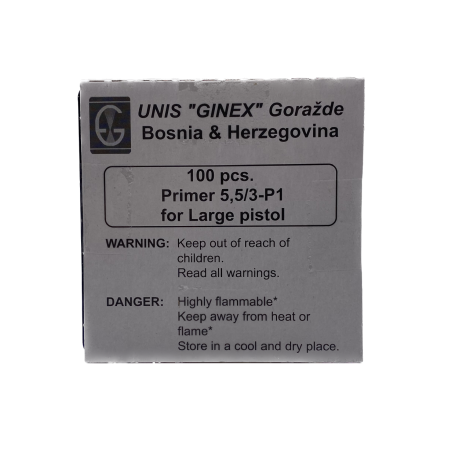 UNIS "GINEX" Goražde
Bosnia & Herzegovina
100 pcs.
Primer 5,5/3-P1
for Large pistol
WARNING: Keep out of reach of
children.
Read all warnings.
DANGER: Highly flammable*
Keep away from heat or
flame*
Store in a cool and dry place.